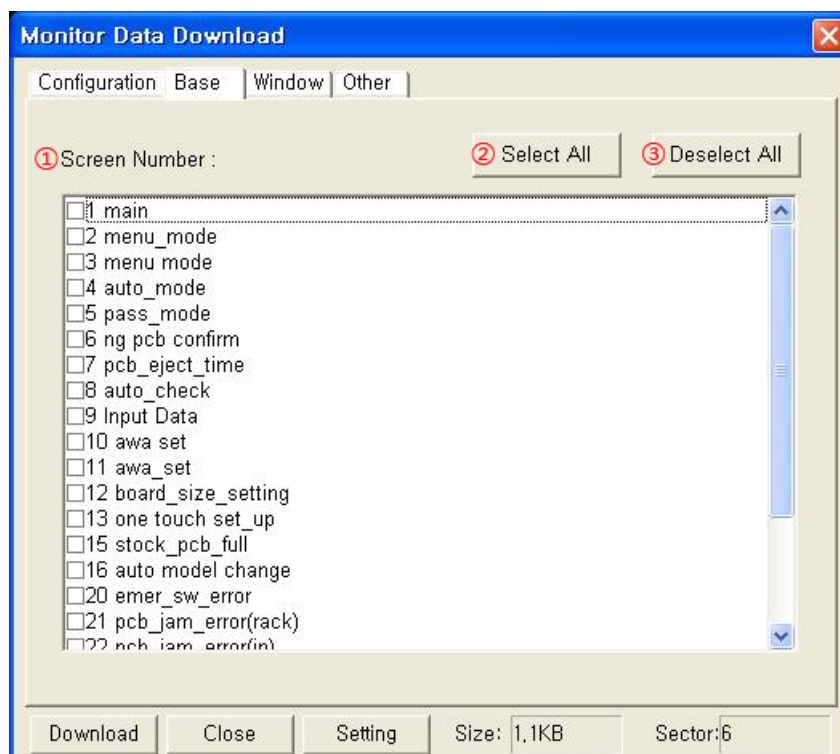 Monitor Data Download
Configuration Base Window Other
①Screen Number :
② Select All
③ Deselect All
1 main
2 menu_mode
3 menu mode
4 auto_mode
5 pass_mode
6 ng pcb confirm
7 pcb_eject_time
8 auto_check
9 Input Data
10 awa set
11 awa_set
12 board_size_setting
13 one touch set_up
15 stock_pcb_full
16 auto model change
20 emer_sw_error
21 pcb_jam_error(rack)
22 pcb_jam_error(in)
Download Close Setting Size: 1,1KB Sector:6